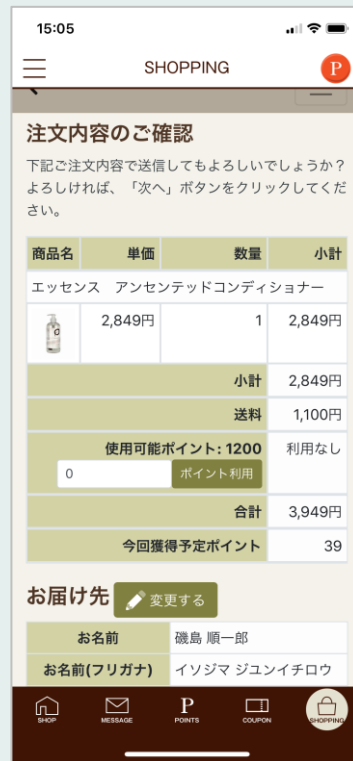 15:05
SHOPPING
P
注文内容のご確認
下記ご注文内容で送信してもよろしいでしょうか？
よろしければ、「次へ」ボタンをクリックしてくだ
さい。
商品名 単価 数量 小計
エッセンス　アンセンテッドコンディショナー
2,849円 1 2,849円
小計 2,849円
送料 1,100円
使用可能ポイント: 1200 利用なし
0 ポイント利用
合計 3,949円
今回獲得予定ポイント 39
お届け先 変更する
お名前 磯島 順一郎
お名前(フリガナ) イソジマ ジユンイチロウ
SHOP MESSAGE P POINTS COUPON SHOPPING